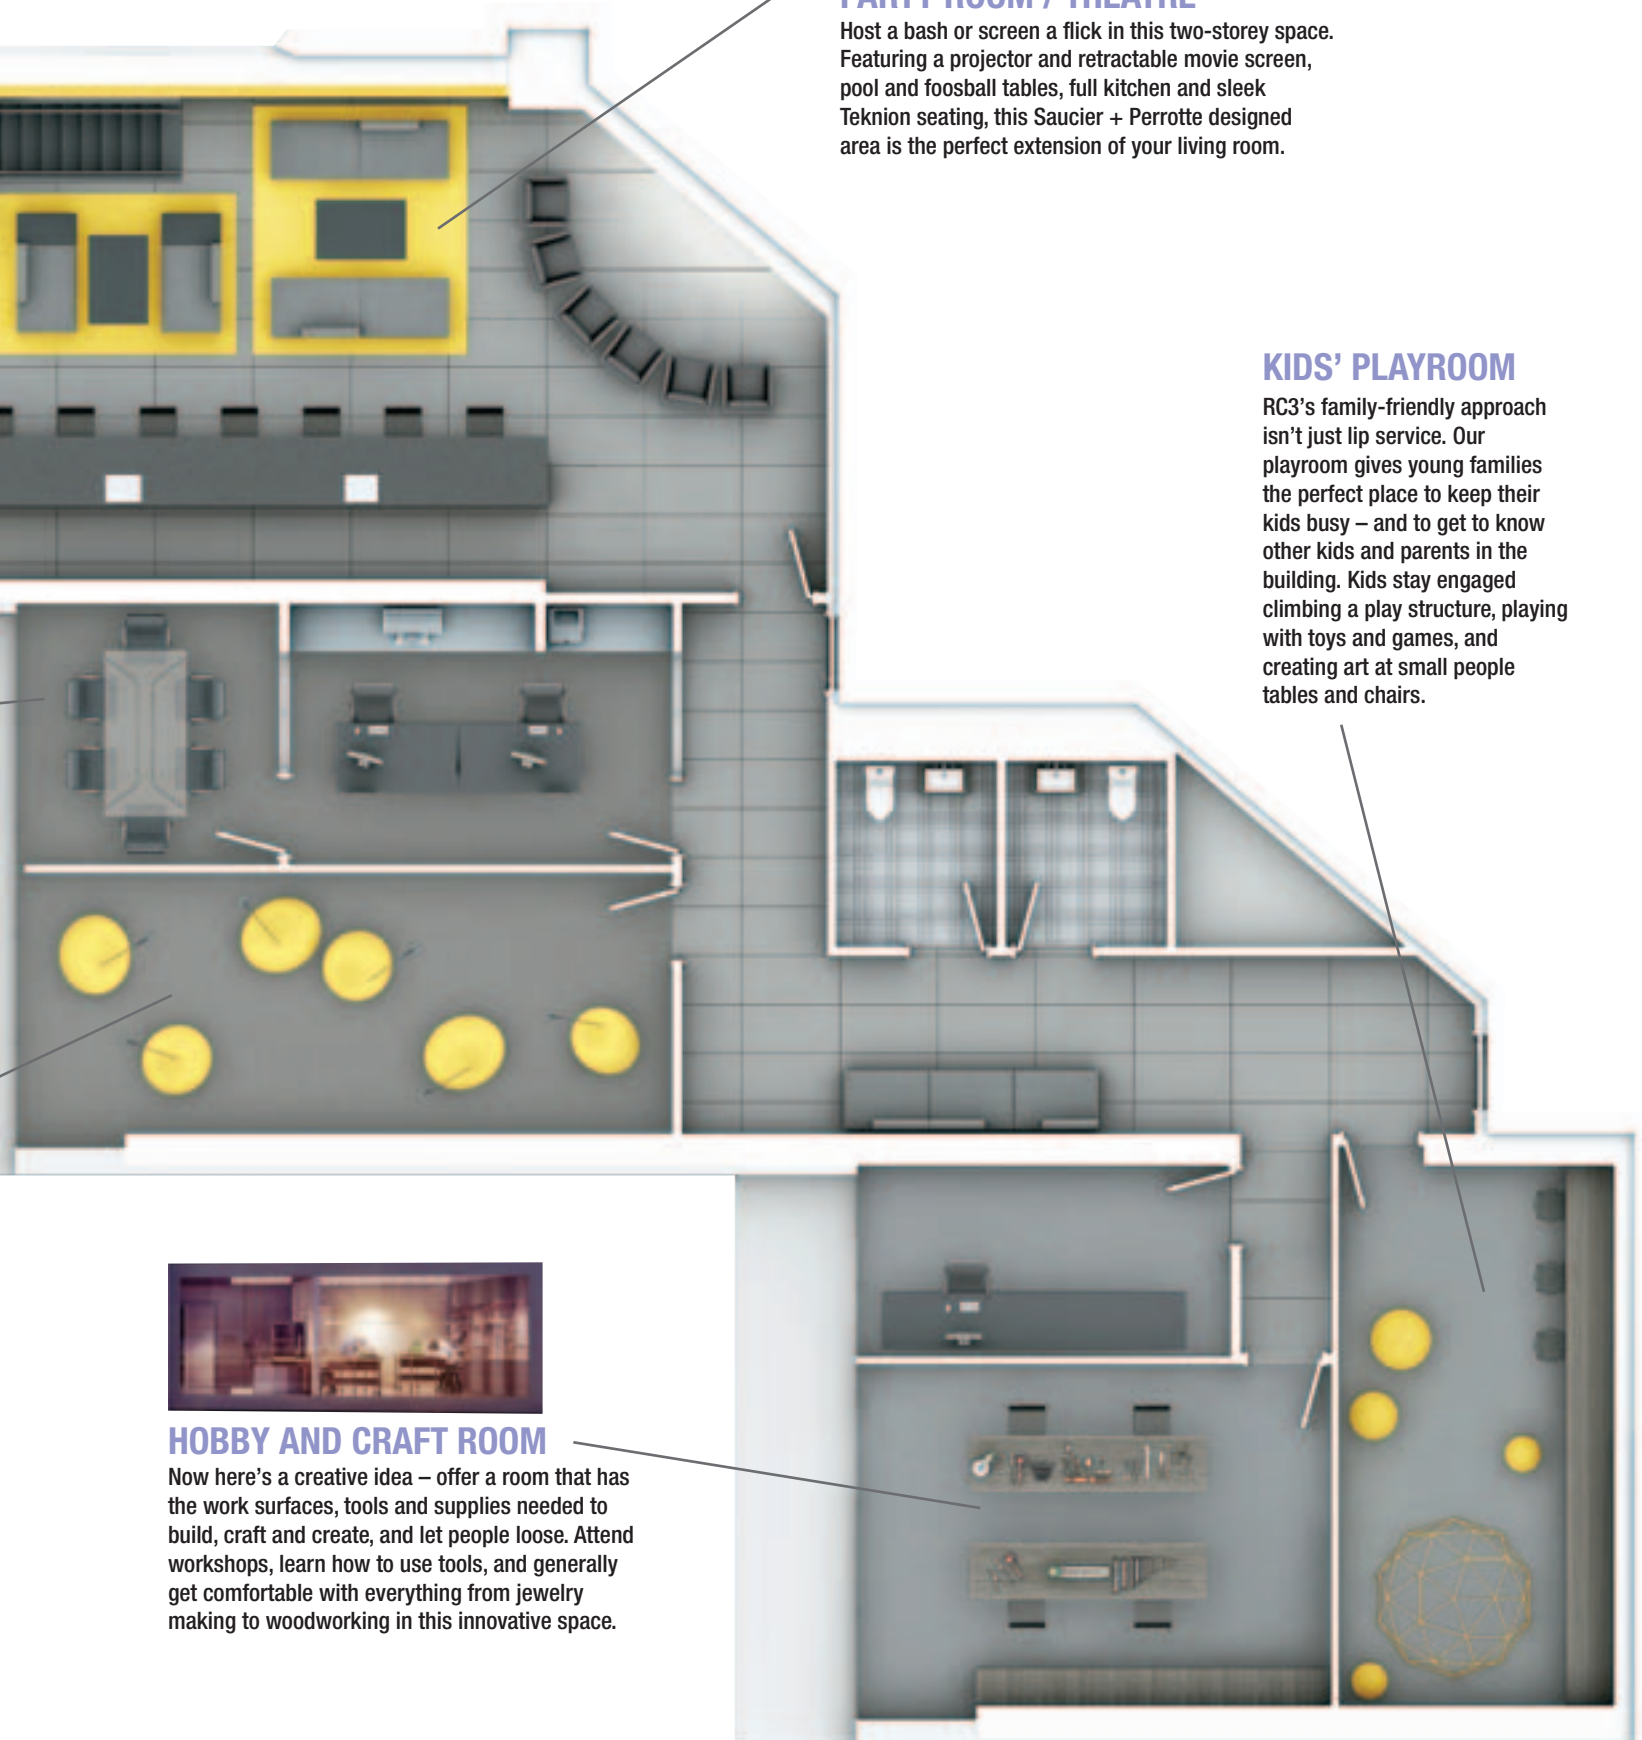 PARTY ROOM / THEATRE
Host a bash or screen a flick in this two-storey space.
Featuring a projector and retractable movie screen,
pool and foosball tables, full kitchen and sleek
Teknion seating, this Saucier + Perrotte designed
area is the perfect extension of your living room.
KIDS’ PLAYROOM
RC3’s family-friendly approach
isn’t just lip service. Our
playroom gives young families
the perfect place to keep their
kids busy – and to get to know
other kids and parents in the
building. Kids stay engaged
climbing a play structure, playing
with toys and games, and
creating art at small people
tables and chairs.
HOBBY AND CRAFT ROOM
Now here’s a creative idea – offer a room that has
the work surfaces, tools and supplies needed to
build, craft and create, and let people loose. Attend
workshops, learn how to use tools, and generally
get comfortable with everything from jewelry
making to woodworking in this innovative space.